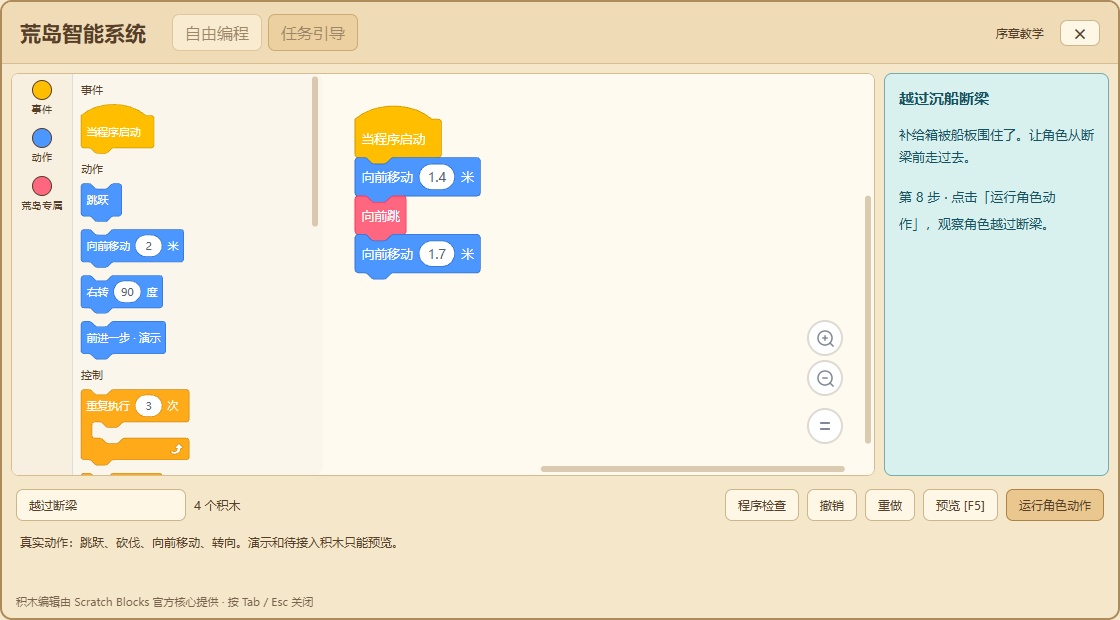 荒岛智能系统
自由编程
任务引导
序章教学
事件
动作
荒岛专属
事件
当程序启动
动作
跳跃
向前移动 2 米
右转 90 度
前进一步 · 演示
控制
重复执行 3 次
当程序启动
向前移动 1.4 米
向前跳
向前移动 1.7 米
越过沉船断梁
补给箱被船板围住了。让角色从断
梁前走过去。
第 8 步 · 点击「运行角色动
作」，观察角色越过断梁。
越过断梁
4 个积木
程序检查
撤销
重做
预览 [F5]
运行角色动作
真实动作：跳跃、砍伐、向前移动、转向。演示和待接入积木只能预览。
积木编辑由 Scratch Blocks 官方核心提供 · 按 Tab / Esc 关闭